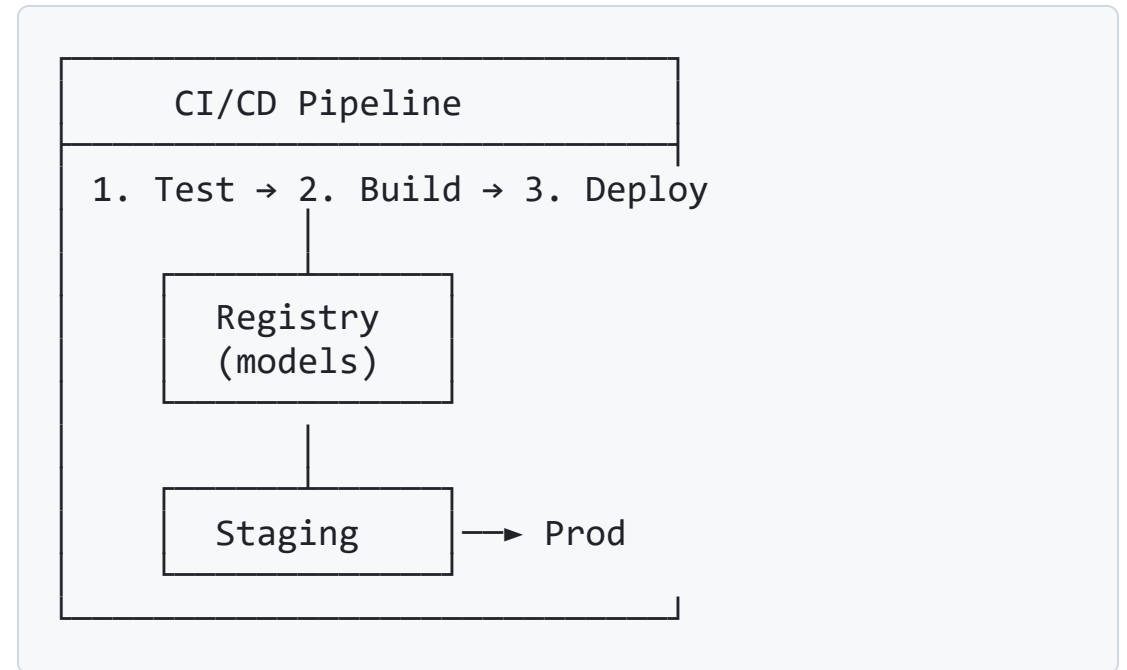 CI/CD Pipeline
1. Test → 2. Build → 3. Deploy
Registry
(models)
Staging ──► Prod